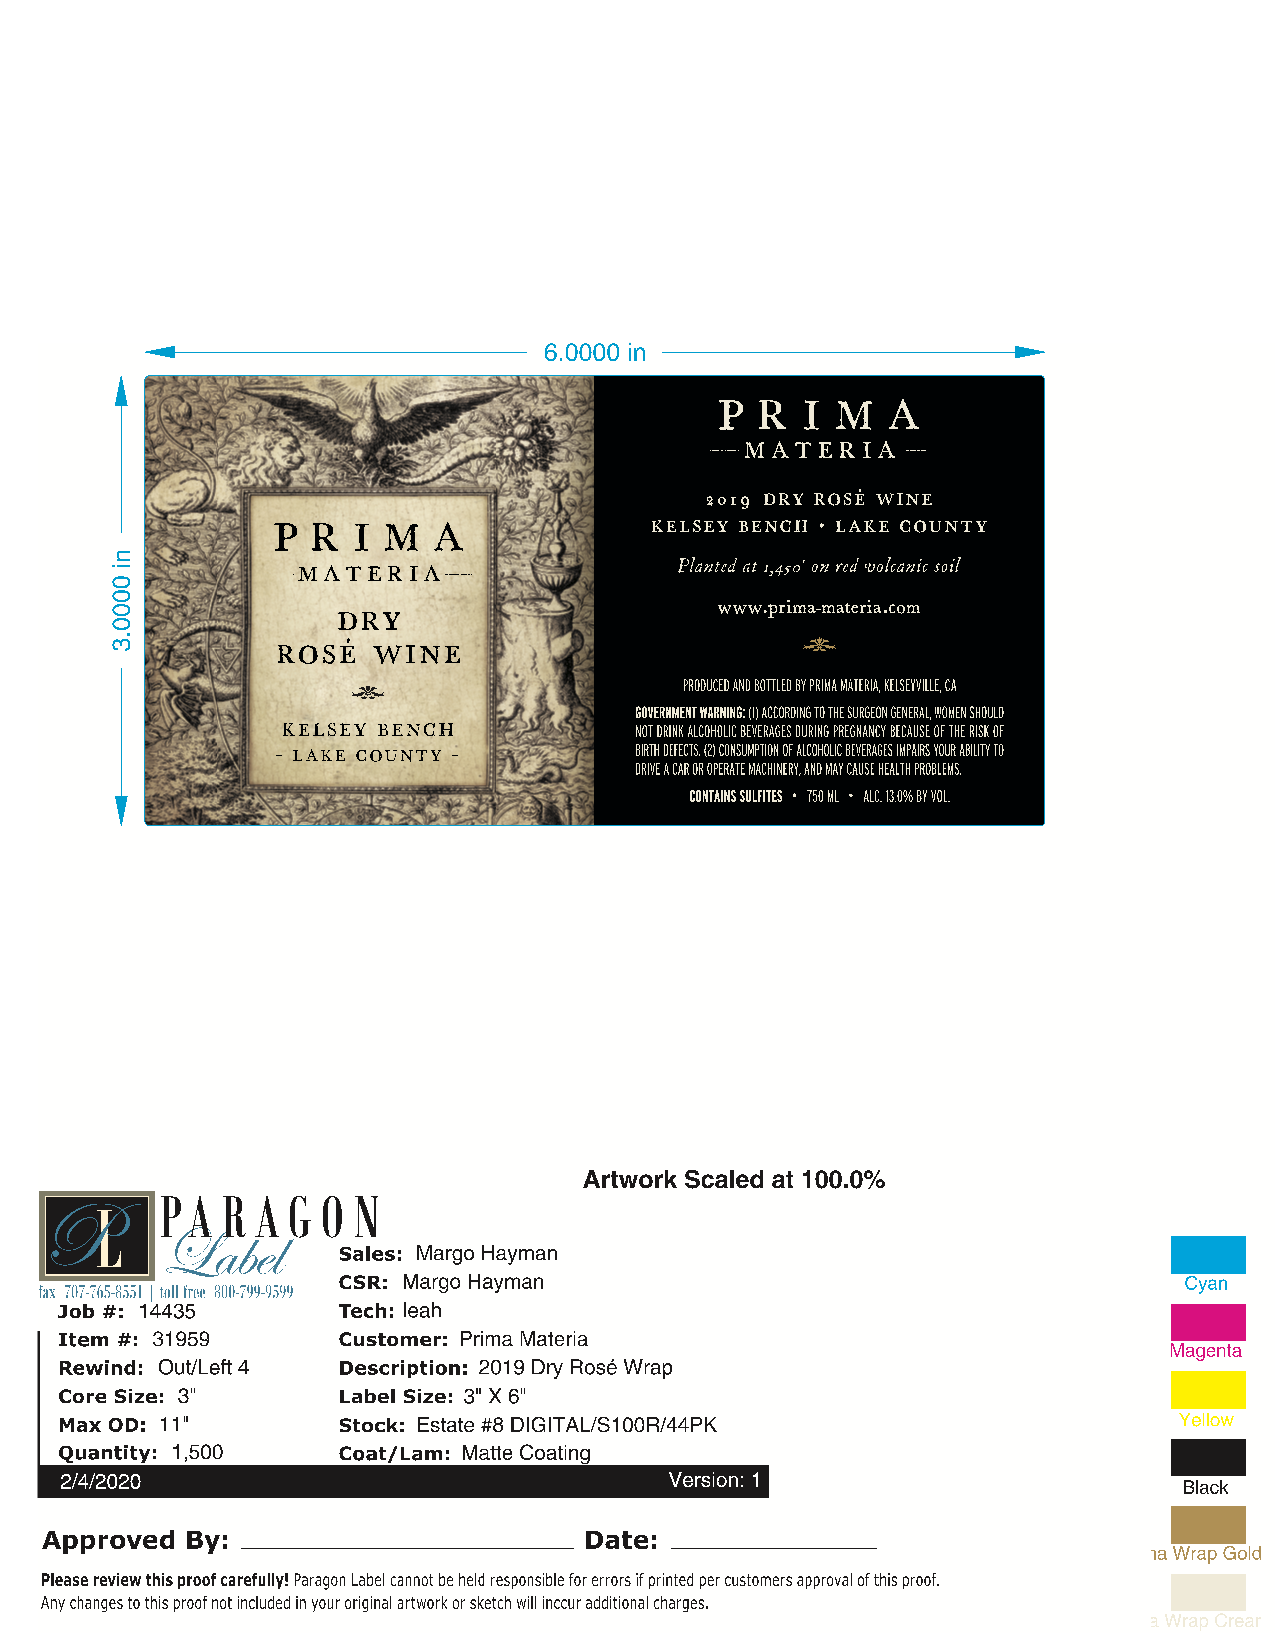 6.0000 in
3.0000 in
PRIMA
MATERIA
DRY
ROSÉ WINE
KELSEY BENCH
- LAKE COUNTY -
PRIMA
MATERIA
2019 DRY ROSÉ WINE
KELSEY BENCH • LAKE COUNTY
Planted at 1,450' on red volcanic soil
www.prima-materia.com
PRODUCED AND BOTTLED BY PRIMA MATERIA, KELSEYVILLE, CA
GOVERNMENT WARNING: (1) ACCORDING TO THE SURGEON GENERAL, WOMEN SHOULD
NOT DRINK ALCOHOLIC BEVERAGES DURING PREGNANCY BECAUSE OF THE RISK OF
BIRTH DEFECTS. (2) CONSUMPTION OF ALCOHOLIC BEVERAGES IMPAIRS YOUR ABILITY TO
DRIVE A CAR OR OPERATE MACHINERY, AND MAY CAUSE HEALTH PROBLEMS.
CONTAINS SULFITES • 750 ML • ALC. 13.0% BY VOL.
Artwork Scaled at 100.0%
PL
PARAGON
Label
fax 707-765-8551 | toll free 800-799-9599
Job #: 14435
Item #: 31959
Rewind: Out/Left 4
Core Size: 3"
Max OD: 11"
Quantity: 1,500
Sales: Margo Hayman
CSR: Margo Hayman
Tech: leah
Customer: Prima Materia
Description: 2019 Dry Rosé Wrap
Label Size: 3" X 6"
Stock: Estate #8 DIGITAL/S100R/44PK
Coat/Lam: Matte Coating
2/4/2020 Version: 1
Approved By: Date:
Please review this proof carefully! Paragon Label cannot be held responsible for errors if printed per customers approval of this proof.
Any changes to this proof not included in your original artwork or sketch will inccur additional charges.
Cyan
Magenta
Yellow
Black
na Wrap Gold
a Wrap Crear